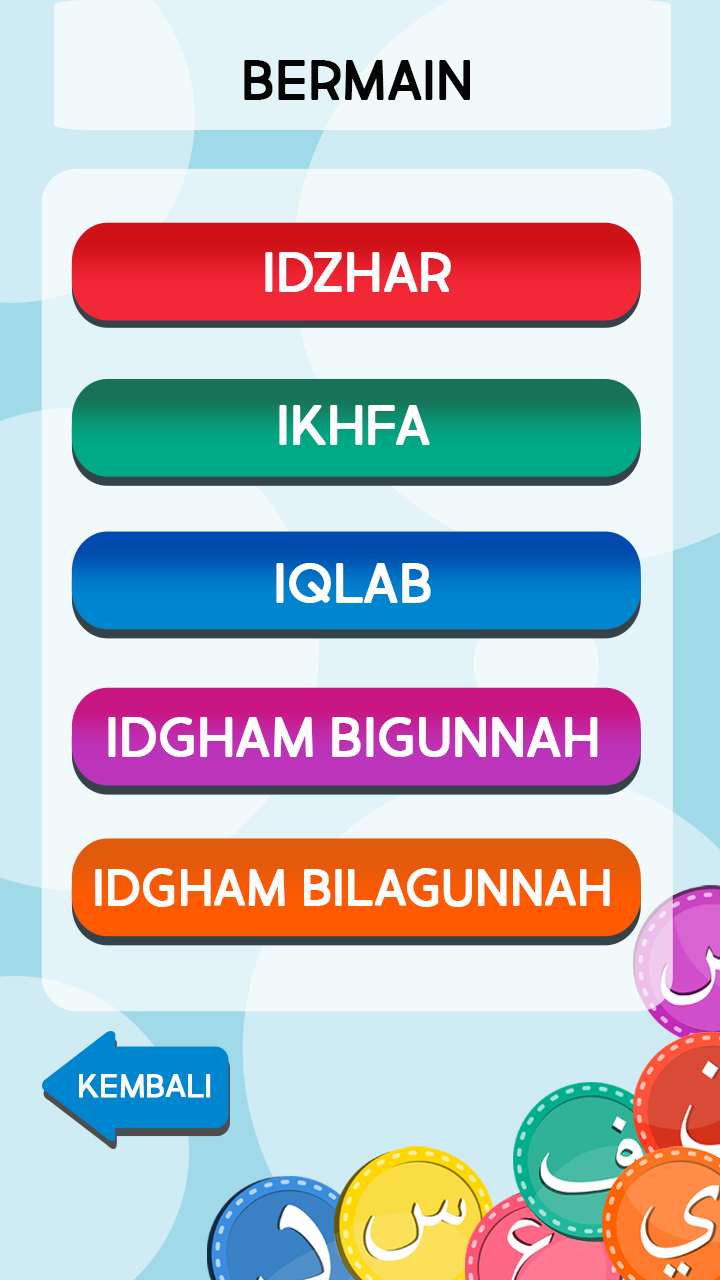 BERMAIN
IDZHAR
IKHFA
IQLAB
IDGHAM BIGUNNAH
IDGHAM BILAGUNNAH
KEMBALI
س
ن
ف
س
ي
د
ع